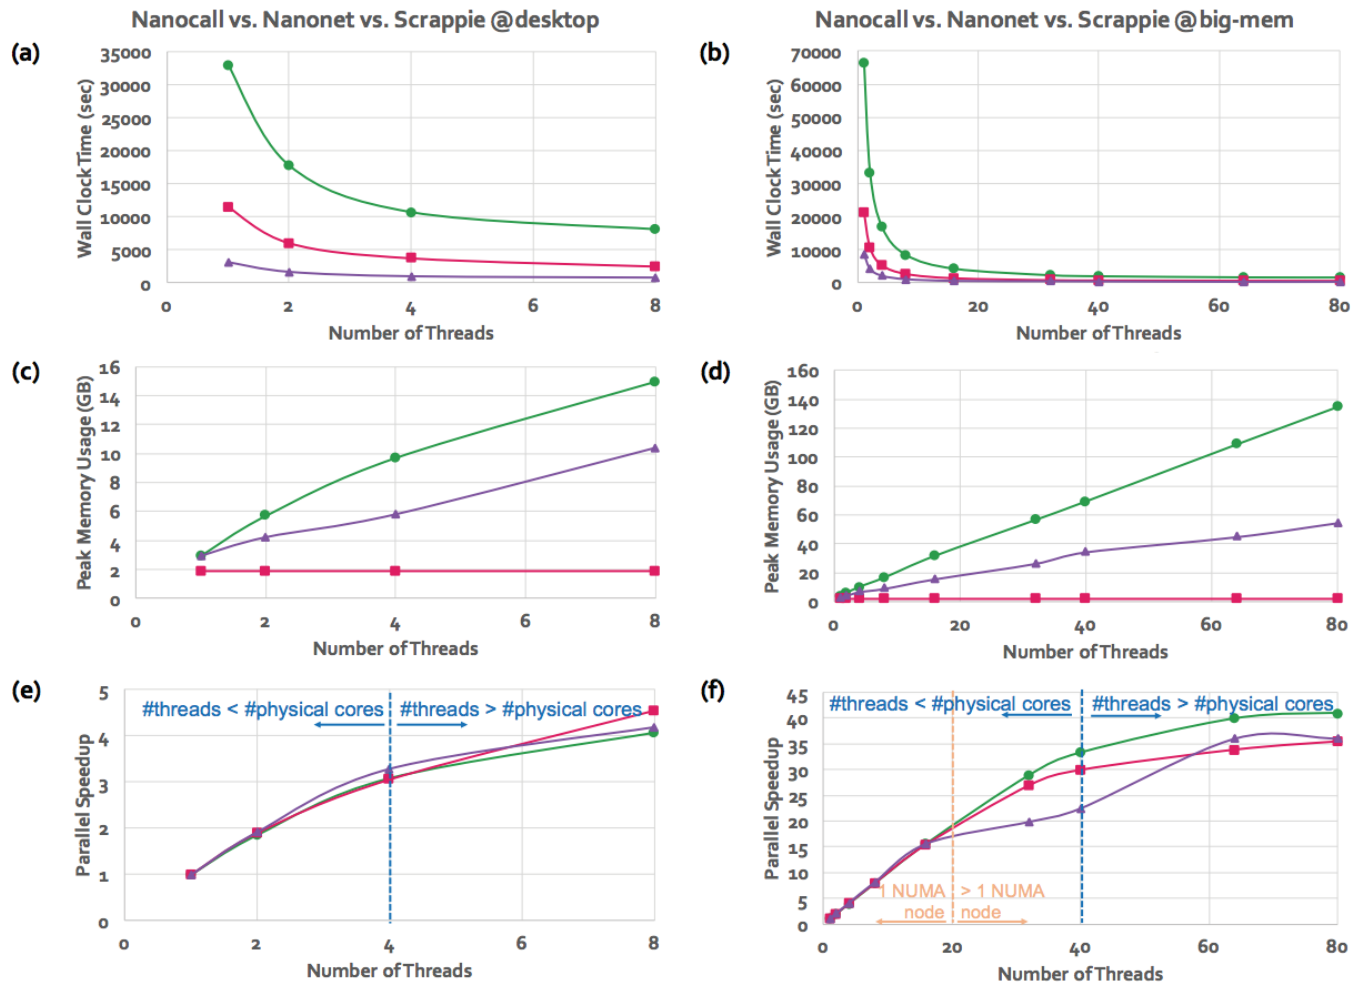 Nanocall vs. Nanonet vs. Scrappie @desktop
Nanocall vs. Nanonet vs. Scrappie @big-mem
(a)
Wall Clock Time (sec)
35000
30000
25000
20000
15000
10000
5000
0
0 2 4 6 8
Number of Threads
(b)
Wall Clock Time (sec)
70000
60000
50000
40000
30000
20000
10000
0
0 20 40 60 80
Number of Threads
(c)
Peak Memory Usage (GB)
16
14
12
10
8
6
4
2
0
0 2 4 6 8
Number of Threads
(d)
Peak Memory Usage (GB)
160
140
120
100
80
60
40
20
0
0 20 40 60 80
Number of Threads
(e)
Parallel Speedup
5
4
3
2
1
0
#threads < #physical cores
#threads > #physical cores
0 2 4 6 8
Number of Threads
(f)
Parallel Speedup
45
40
35
30
25
20
15
10
5
0
#threads < #physical cores
#threads > #physical cores
1 NUMA
node
> 1 NUMA
node
0 20 40 60 80
Number of Threads